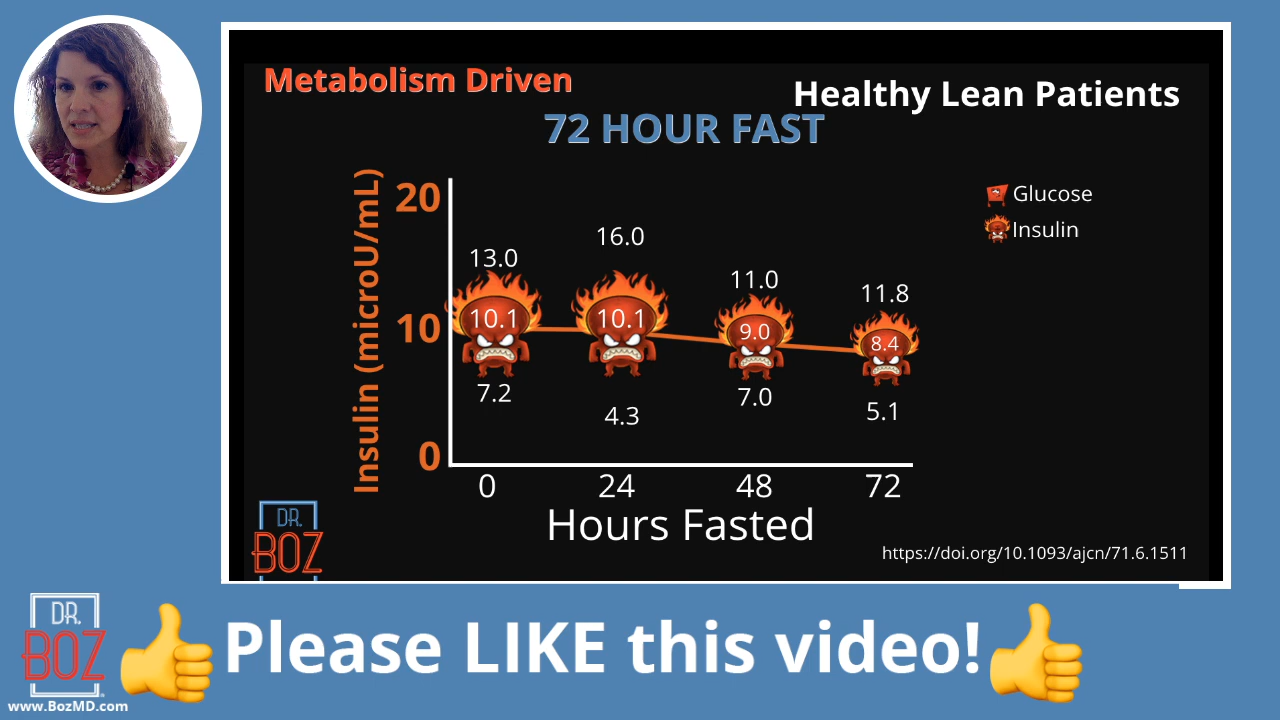 Metabolism Driven
Healthy Lean Patients
72 HOUR FAST
Insulin (microU/mL)
20
10
0
Glucose
Insulin
13.0
16.0
11.0
11.8
10.1
10.1
9.0
8.4
7.2
4.3
7.0
5.1
0
24
48
72
Hours Fasted
https://doi.org/10.1093/ajcn/71.6.1511
DR.
BOZ
DR.
BOZ
Please LIKE this video!
www.BozMD.com